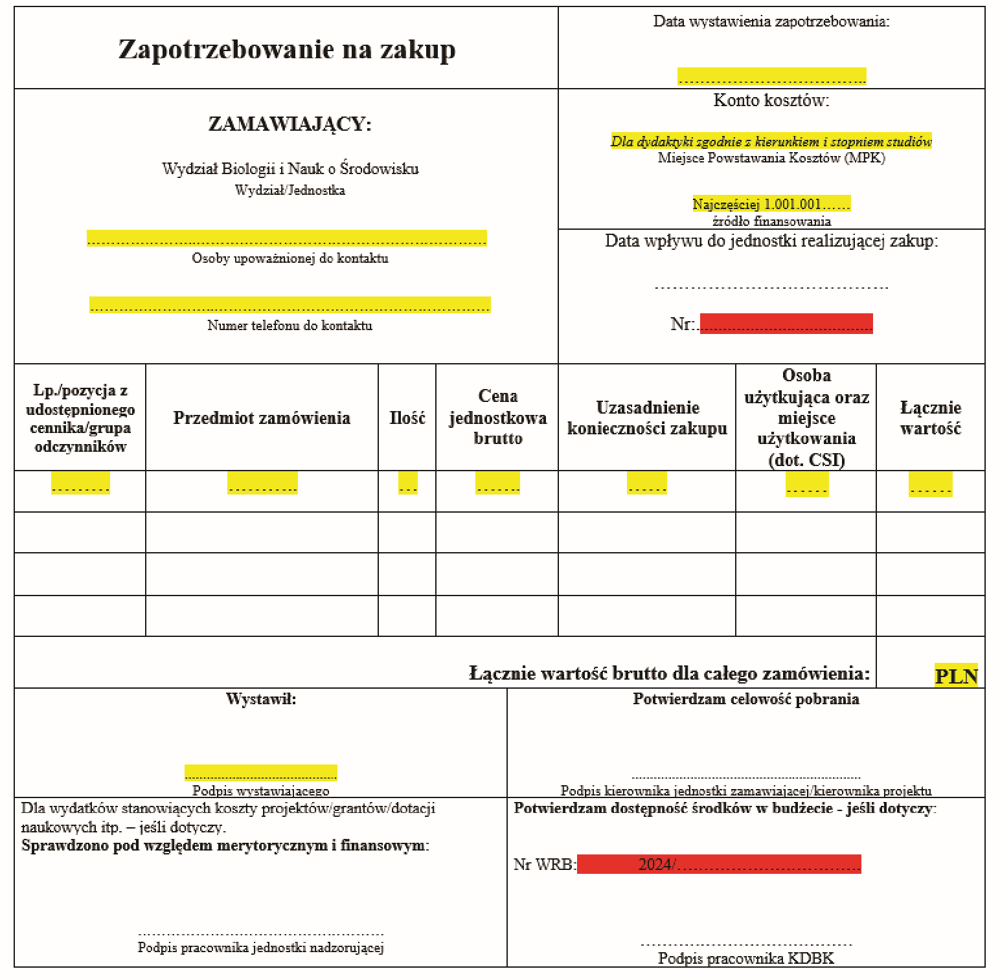 Zapotrzebowanie na zakup
Data wystawienia zapotrzebowania:
......................................
ZAMAWIAJĄCY:
Wydział Biologii i Nauk o Środowisku
Wydział/Jednostka
................................................................................
Osoby upoważnionej do kontaktu
................................................................................
Numer telefonu do kontaktu
Konto kosztów:
Dla dydaktyki zgodnie z kierunkiem i stopniem studiów
Miejsce Powstawania Kosztów (MPK)
Najczęściej 1.001.001……
źródło finansowania
Data wpływu do jednostki realizującej zakup:
......................................
Nr:......................................
Lp./pozycja z
udostępnionego
cennika/grupa
odczynników
Przedmiot zamówienia
Ilość
Cena
jednostkowa
brutto
Uzasadnienie
konieczności zakupu
Osoba
użytkująca oraz
miejsce
użytkowania
(dot. CSI)
Łącznie
wartość
......... ........... ... ....... ...... ...... ......
Łącznie wartość brutto dla całego zamówienia:
PLN
Wystawił:
......................................
Podpis wystawiającego
Potwierdzam celowość pobrania
......................................................
Podpis kierownika jednostki zamawiającej/kierownika projektu
Dla wydatków stanowiących koszty projektów/grantów/dotacji
naukowych itp. – jeśli dotyczy.
Sprawdzono pod względem merytorycznym i finansowym:
......................................................
Podpis pracownika jednostki nadzorującej
Potwierdzam dostępność środków w budżecie - jeśli dotyczy:
Nr WRB: 2024/......................................
......................................
Podpis pracownika KDBK